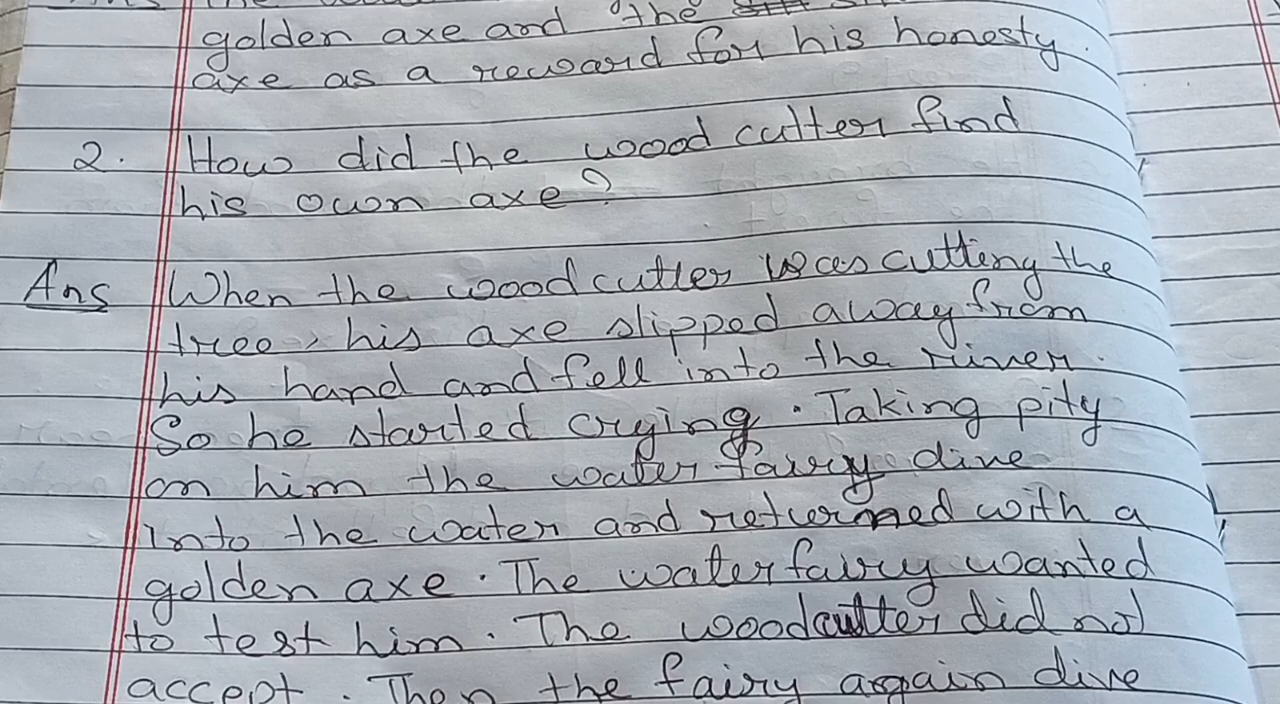 the
golden axe and the
axe as a reward for his honesty.
2. How did the wood cutter find
his own axe?
Ans When the woodcutter was cutting the
tree, his axe slipped away from
his hand and fell into the river.
So he started crying. Taking pity
on him the water fairy dive
into the water and returned with a
golden axe. The water fairy wanted
to test him. The woodcutter did not
accept. Then the fairy again dive